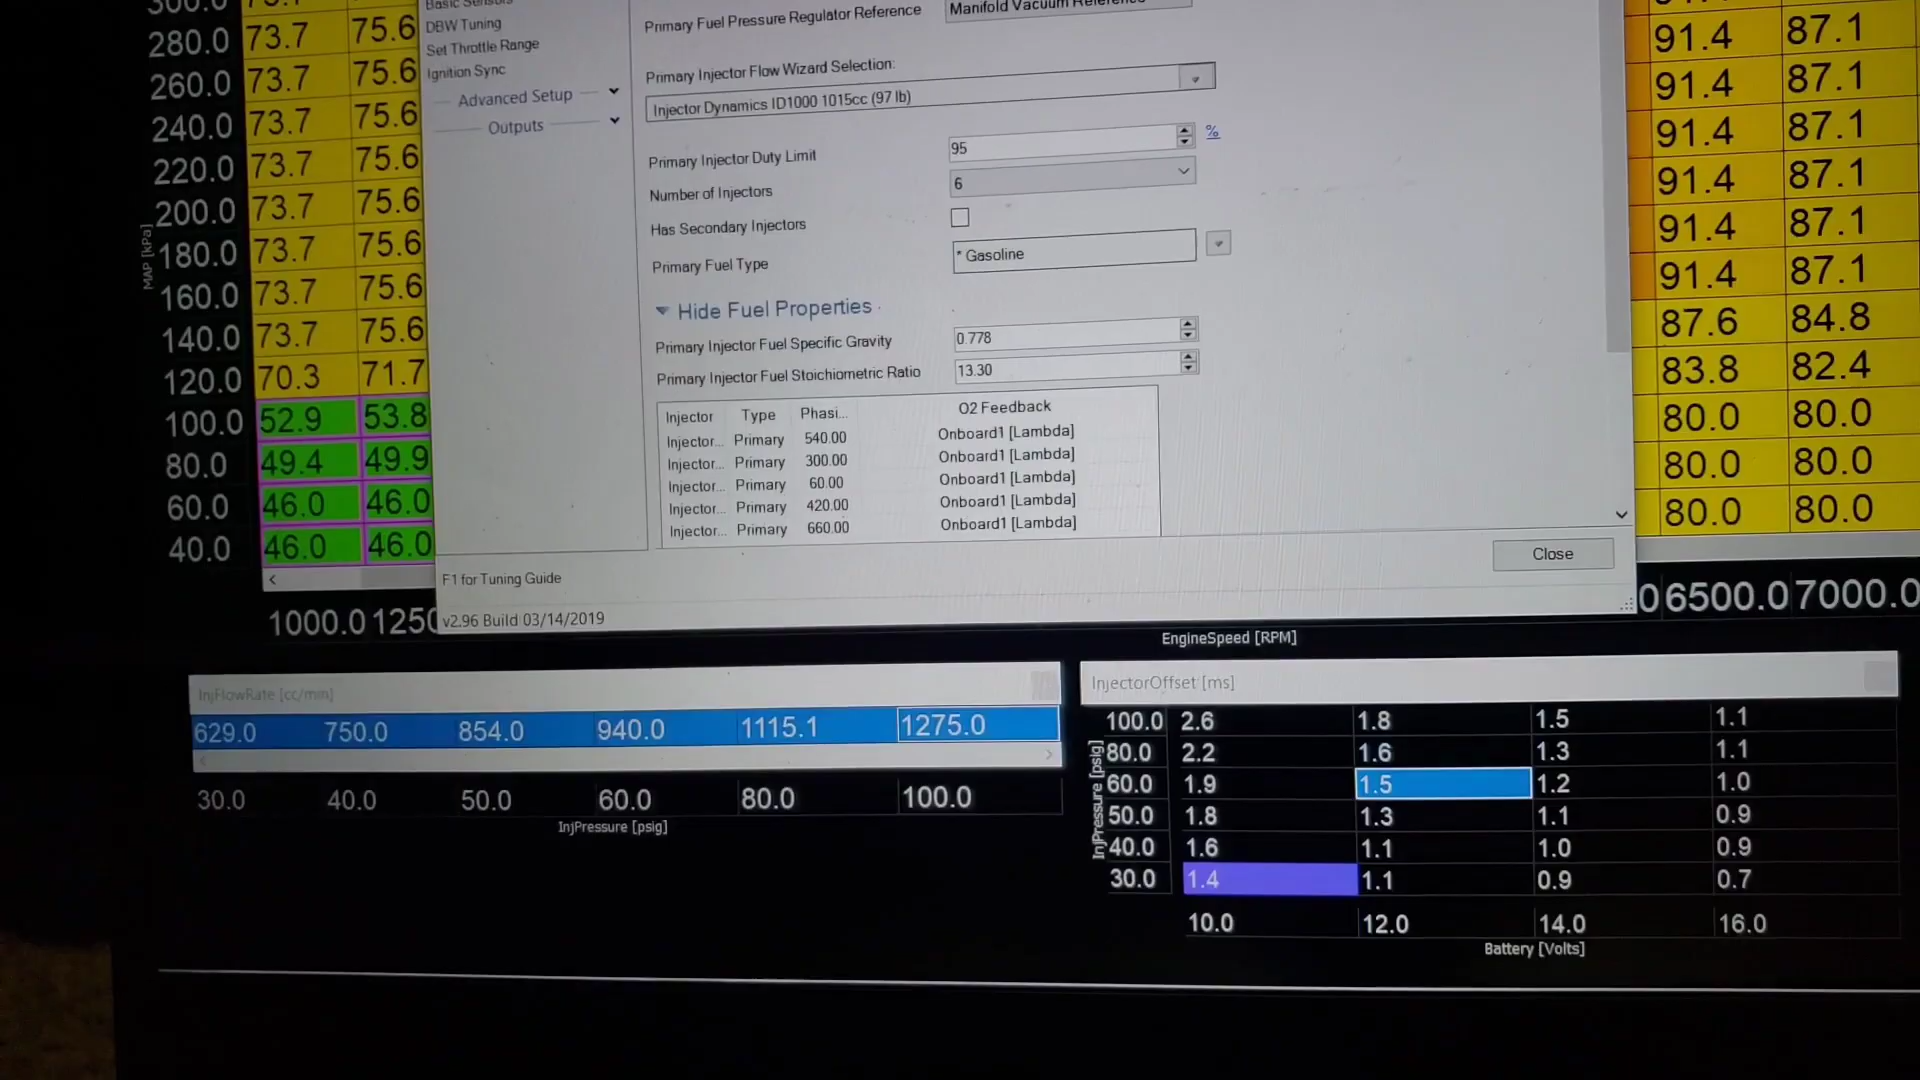 300.0 73.7
Basic Sensors
DBW Tuning
Set Throttle Range
Ignition Sync
Advanced Setup
Outputs
Primary Fuel Pressure Regulator Reference Manifold Vacuum Reference
Primary Injector Flow Wizard Selection:
Injector Dynamics ID1000 1015cc (97 lb)
Primary Injector Duty Limit 95 %
Number of Injectors 6
Has Secondary Injectors
Primary Fuel Type * Gasoline
Hide Fuel Properties
Primary Injector Fuel Specific Gravity 0.778
Primary Injector Fuel Stoichiometric Ratio 13.30
Injector Type Phasi... O2 Feedback
Injector... Primary 540.00 Onboard1 [Lambda]
Injector... Primary 300.00 Onboard1 [Lambda]
Injector... Primary 60.00 Onboard1 [Lambda]
Injector... Primary 420.00 Onboard1 [Lambda]
Injector... Primary 660.00 Onboard1 [Lambda]
Close
F1 for Tuning Guide
v2.96 Build 03/14/2019
MAP [kPa]
280.0 73.7 75.6 91.4 87.1
260.0 73.7 75.6 91.4 87.1
240.0 73.7 75.6 91.4 87.1
220.0 73.7 75.6 91.4 87.1
200.0 73.7 75.6 91.4 87.1
180.0 73.7 75.6 91.4 87.1
160.0 73.7 75.6 87.6 84.8
140.0 73.7 75.6 83.8 82.4
120.0 70.3 71.7 80.0 80.0
100.0 52.9 53.8 80.0 80.0
80.0 49.4 49.9 80.0 80.0
60.0 46.0 46.0
40.0 46.0 46.0
1000.0 1250 0 6500.0 7000.0
EngineSpeed [RPM]
InjFlowRate [cc/min]
629.0 750.0 854.0 940.0 1115.1 1275.0
30.0 40.0 50.0 60.0 80.0 100.0
InjPressure [psig]
InjectorOffset [ms]
InjPressure [psig]
100.0 2.6 1.8 1.5 1.1
80.0 2.2 1.6 1.3 1.1
60.0 1.9 1.5 1.2 1.0
50.0 1.8 1.3 1.1 0.9
40.0 1.6 1.1 1.0 0.9
30.0 1.4 1.1 0.9 0.7
10.0 12.0 14.0 16.0
Battery [Volts]